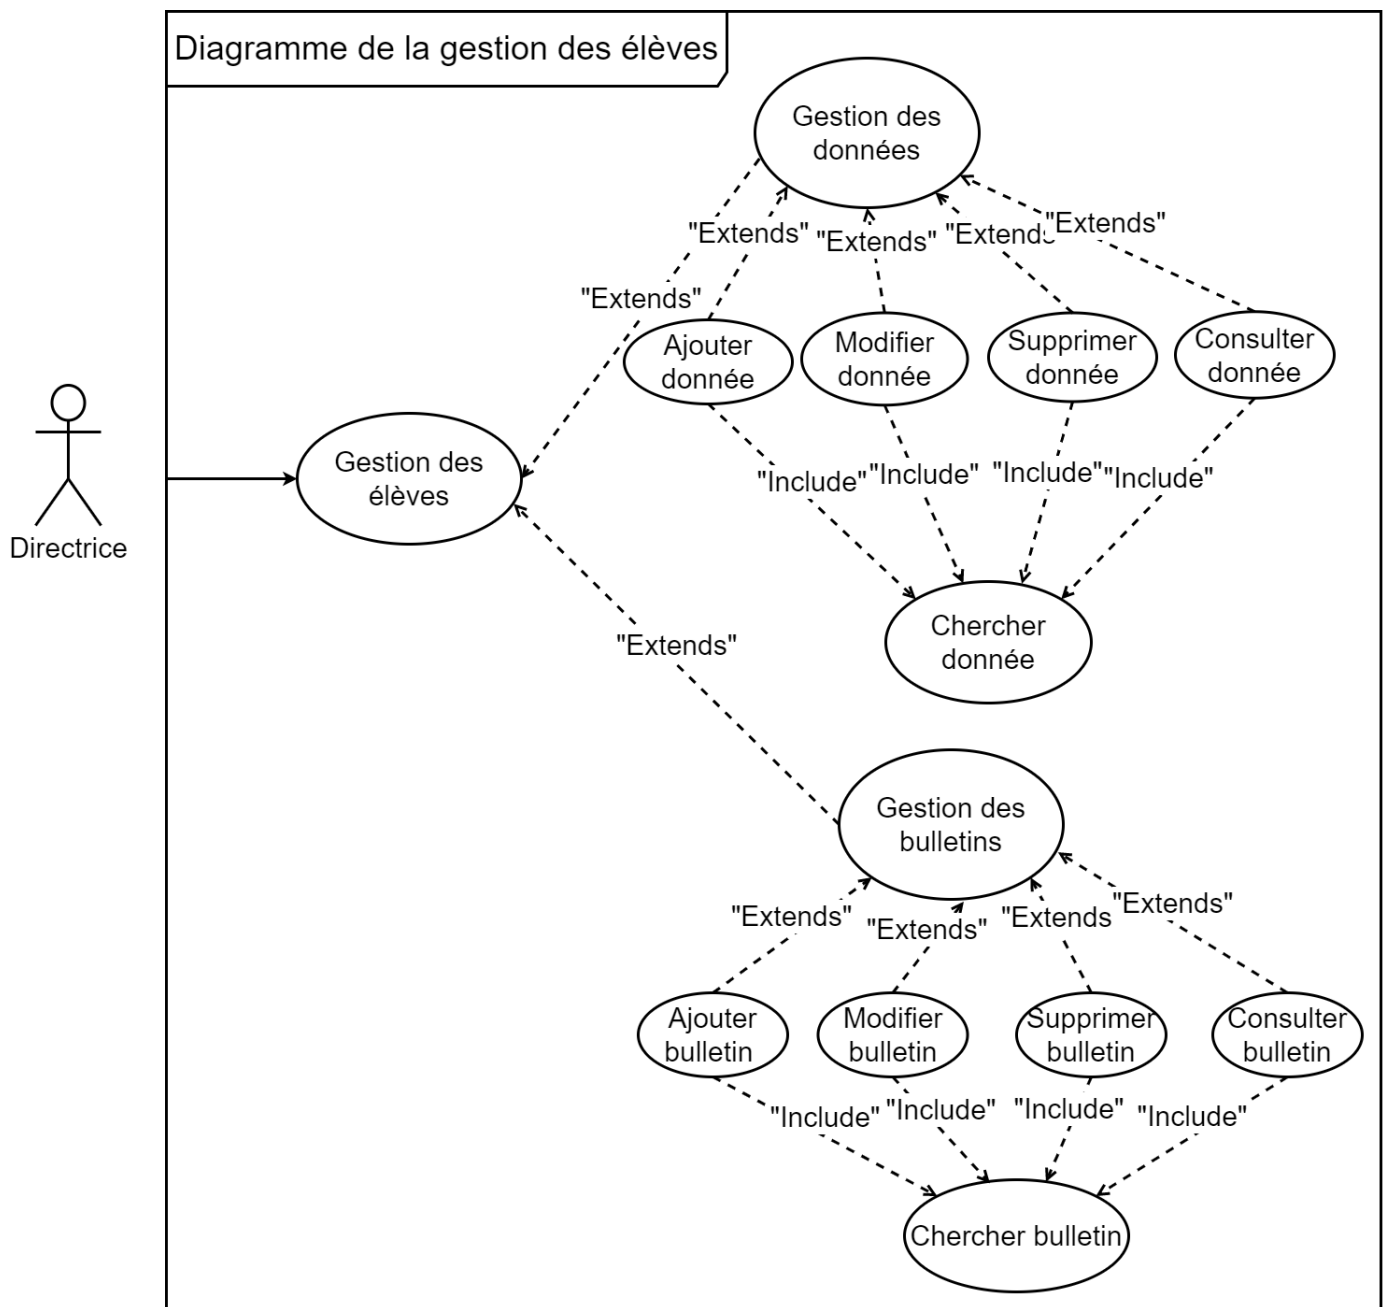 Diagramme de la gestion des élèves
Gestion des
données
"Extends"
"Extends"
"Extends"
"Extends
"Extends"
Ajouter
donnée
Modifier
donnée
Supprimer
donnée
Consulter
donnée
Directrice
Gestion des
élèves
"Include"
"Include"
"Include"
"Include"
Chercher
donnée
"Extends"
Gestion des
bulletins
"Extends"
"Extends"
"Extends
"Extends"
Ajouter
bulletin
Modifier
bulletin
Supprimer
bulletin
Consulter
bulletin
"Include"
"Include"
"Include"
"Include"
Chercher bulletin